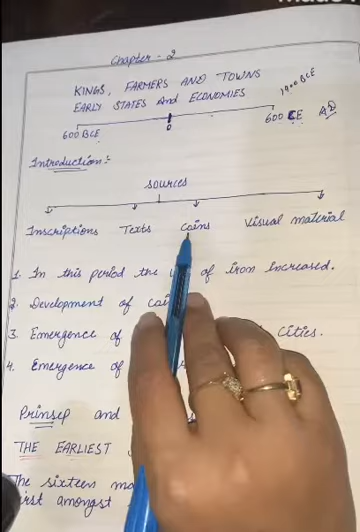 Chapter - 2
KINGS, FARMERS AND TOWNS
EARLY STATES AND ECONOMIES
1900 BCE
600 BCE
0
600 CE
AD
Introduction:-
sources
Inscriptions Texts Coins Visual material
1. In this period the of iron increased.
2. Development of
3. Emergence of Cities.
4. Emergence of
Prinsep and
THE EARLIEST
The sixteen
first amongst